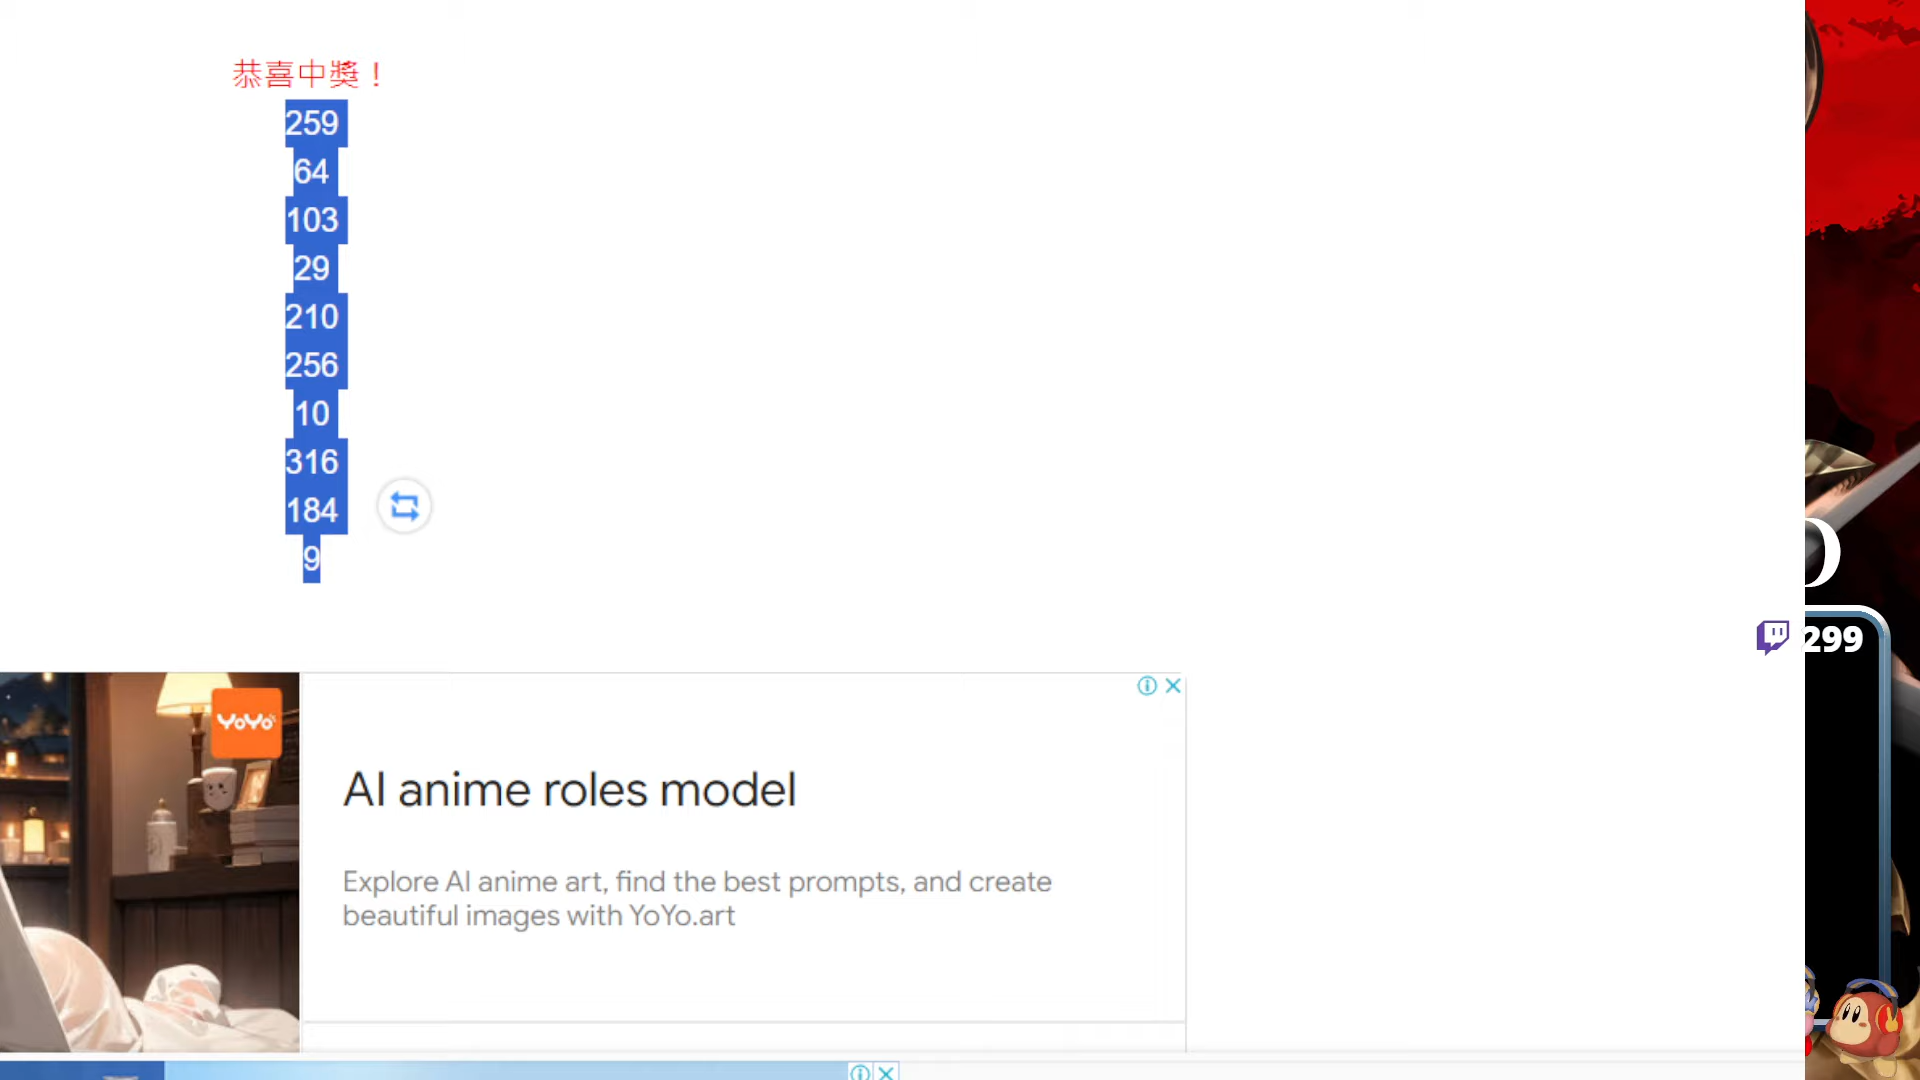 恭喜中獎！
259
64
103
29
210
256
10
316
184
9
299
YoYo
AI anime roles model
Explore AI anime art, find the best prompts, and create
beautiful images with YoYo.art